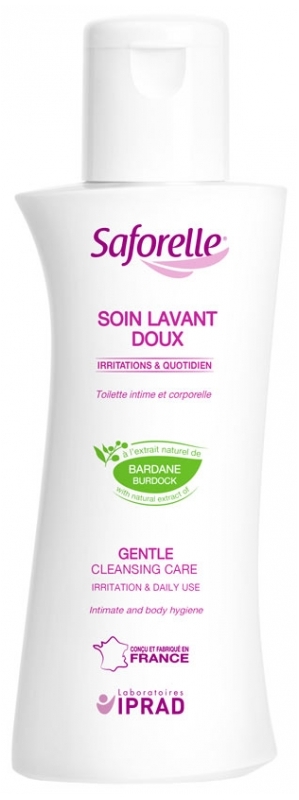 Saforelle®
SOIN LAVANT
DOUX
IRRITATIONS & QUOTIDIEN
Toilette intime et corporelle
à l'extrait naturel de
BARDANE
BURDOCK
with natural extract of
GENTLE
CLEANSING CARE
IRRITATION & DAILY USE
Intimate and body hygiene
CONÇU ET FABRIQUÉ EN
FRANCE
Laboratoires
IPRAD